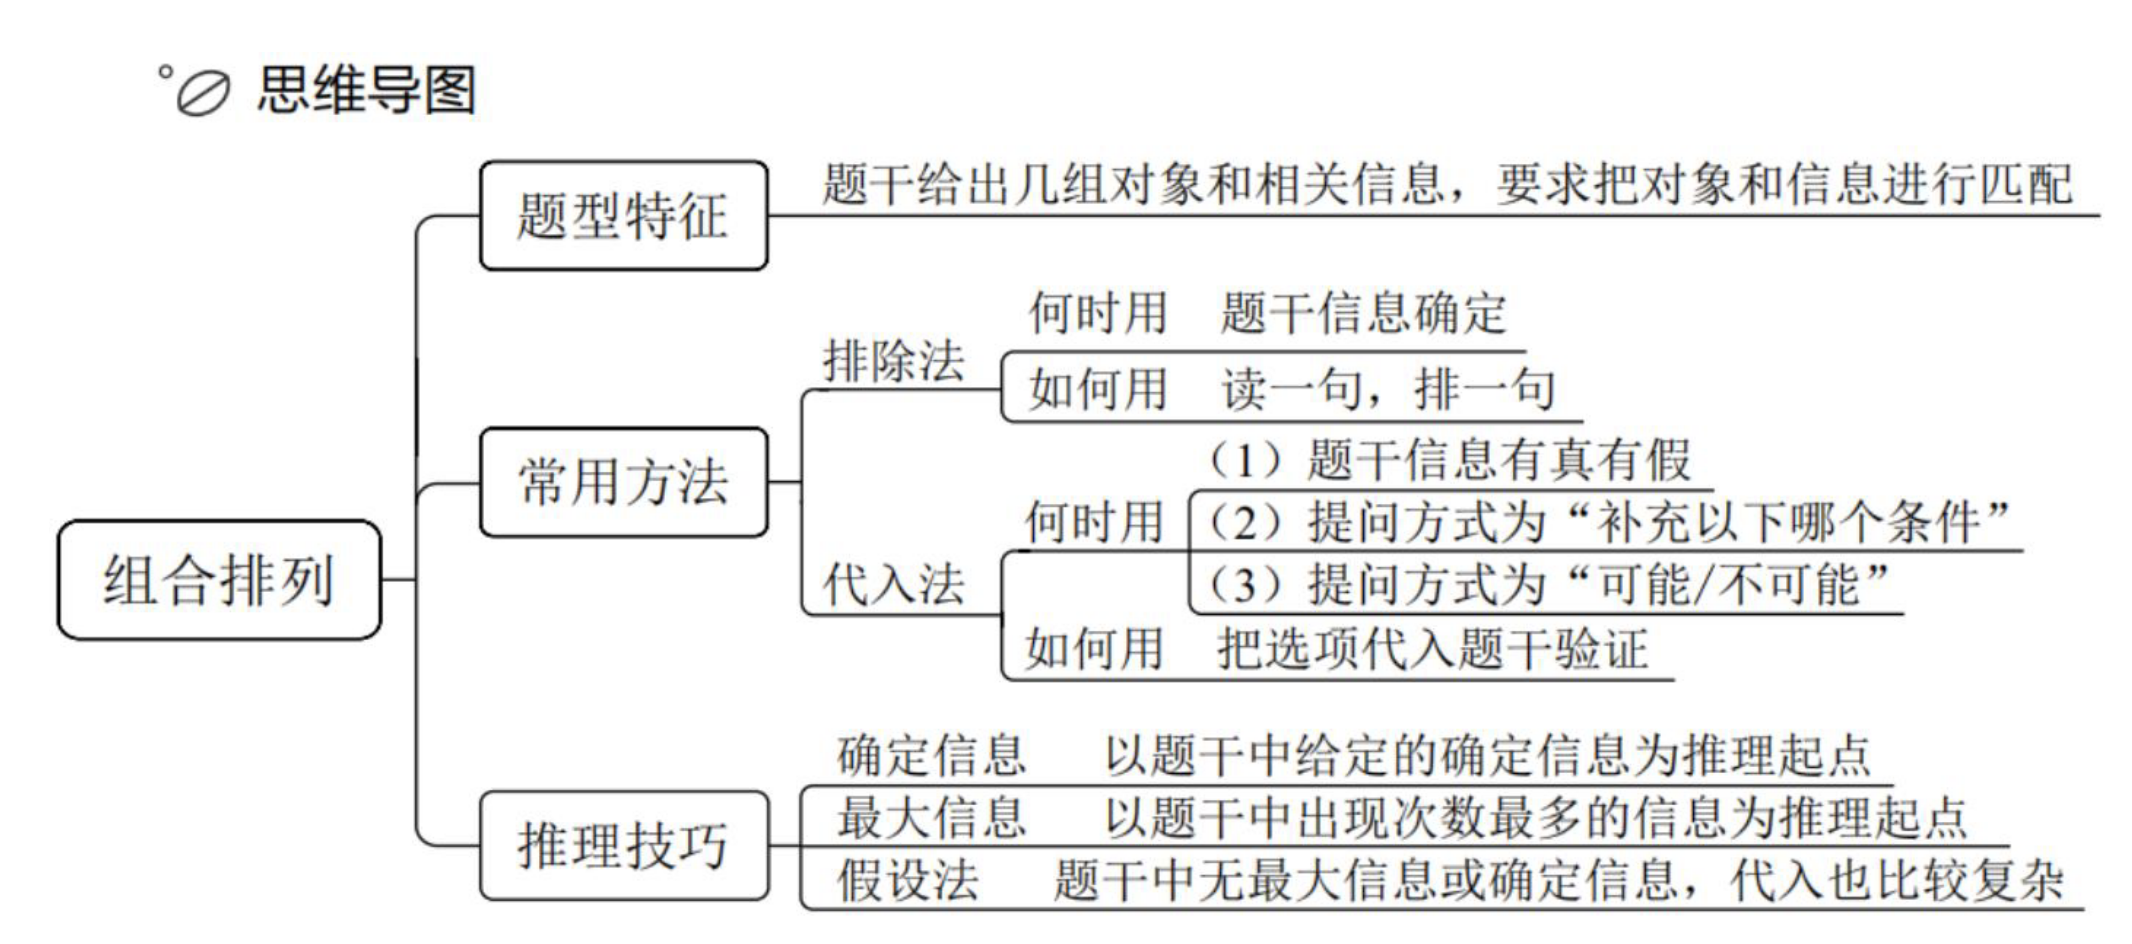 思维导图
组合排列
题型特征
题干给出几组对象和相关信息，要求把对象和信息进行匹配
常用方法
排除法
何时用 题干信息确定
如何用 读一句，排一句
代入法
何时用
（1）题干信息有真有假
（2）提问方式为“补充以下哪个条件”
（3）提问方式为“可能/不可能”
如何用 把选项代入题干验证
推理技巧
确定信息 以题干中给定的确定信息为推理起点
最大信息 以题干中出现次数最多的信息为推理起点
假设法 题干中无最大信息或确定信息，代入也比较复杂